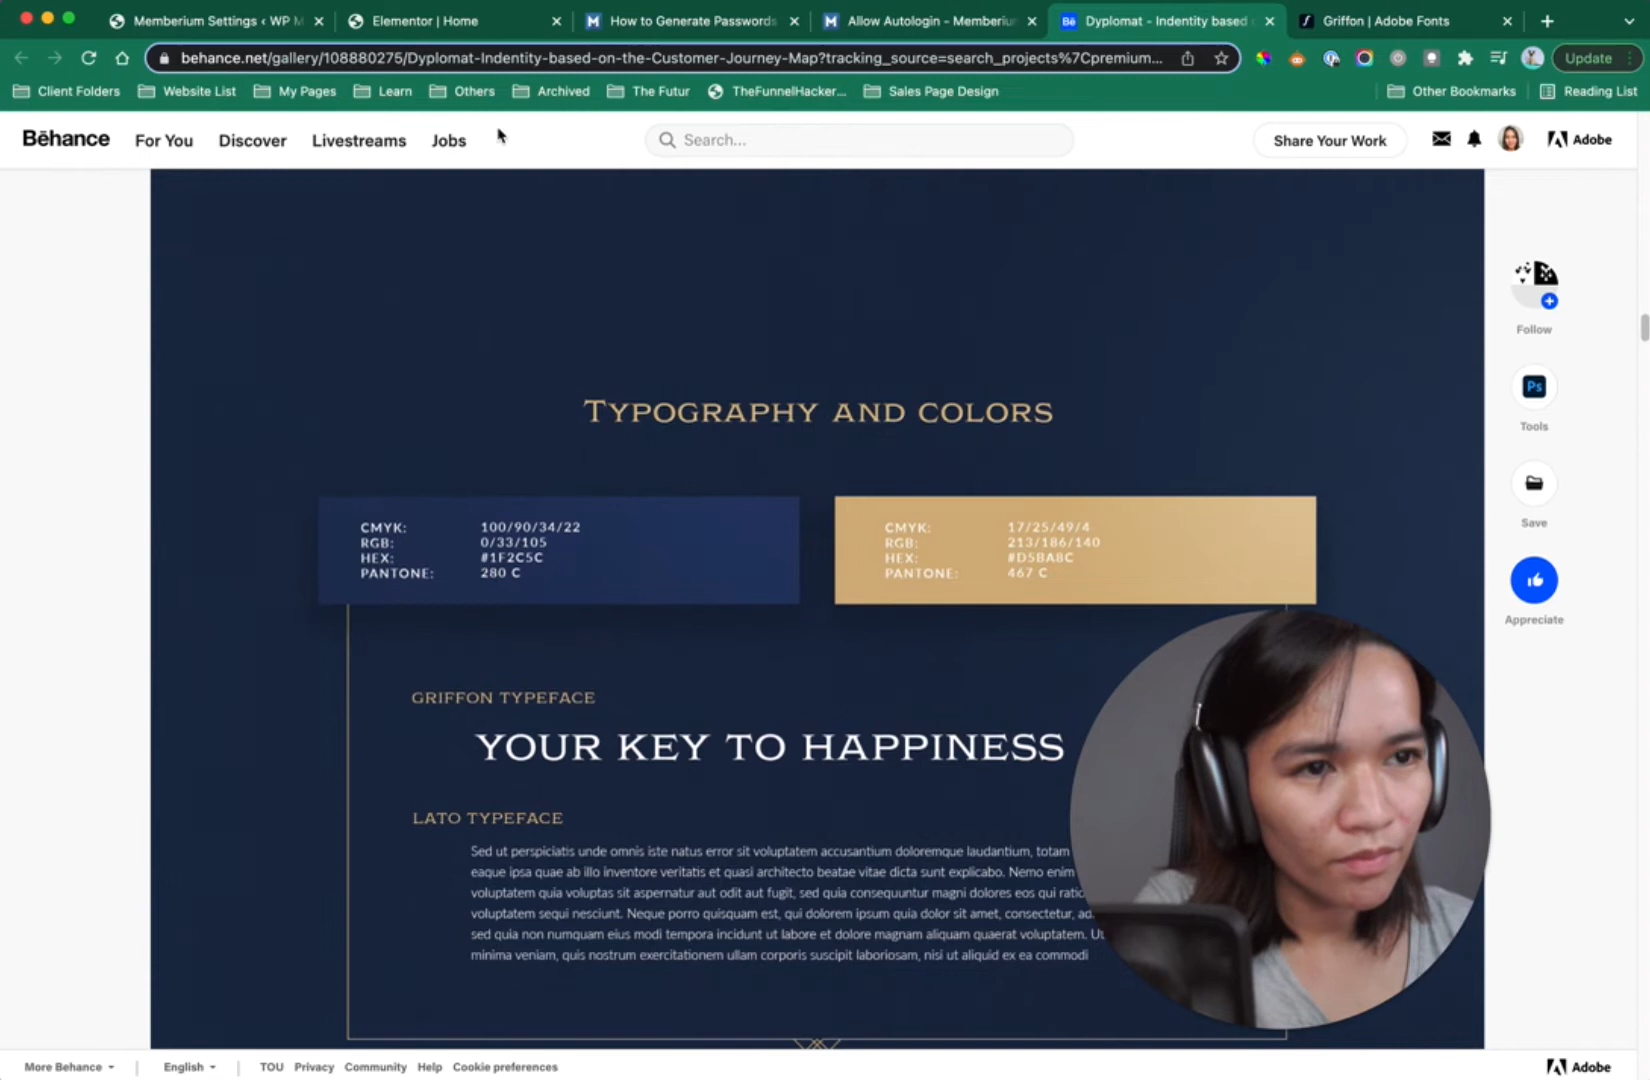 Memberium Settings ‹ WP M
Elementor | Home
How to Generate Passwords
Allow Autologin - Memberium
Dyplomat - Indentity based
Griffon | Adobe Fonts
behance.net/gallery/108880275/Dyplomat-Indentity-based-on-the-Customer-Journey-Map?tracking_source=search_projects%7Cpremium...
Update
Client Folders
Website List
My Pages
Learn
Others
Archived
The Futur
TheFunnelHacker...
Sales Page Design
Other Bookmarks
Reading List
Bēhance
For You
Discover
Livestreams
Jobs
Search...
Share Your Work
Adobe
Follow
Ps
Tools
Save
Appreciate
TYPOGRAPHY AND COLORS
CMYK: 100/90/34/22
RGB: 0/33/105
HEX: #1F2C5C
PANTONE: 280 C
CMYK: 17/25/49/4
RGB: 213/186/140
HEX: #D5BA8C
PANTONE: 467 C
GRIFFON TYPEFACE
YOUR KEY TO HAPPINESS
LATO TYPEFACE
Sed ut perspiciatis unde omnis iste natus error sit voluptatem accusantium doloremque laudantium, totam
eaque ipsa quae ab illo inventore veritatis et quasi architecto beatae vitae dicta sunt explicabo. Nemo enim
voluptatem quia voluptas sit aspernatur aut odit aut fugit, sed quia consequuntur magni dolores eos qui ratio
voluptatem sequi nesciunt. Neque porro quisquam est, qui dolorem ipsum quia dolor sit amet, consectetur, ad
sed quia non numquam eius modi tempora incidunt ut labore et dolore magnam aliquam quaerat voluptatem. Ut
minima veniam, quis nostrum exercitationem ullam corporis suscipit laboriosam, nisi ut aliquid ex ea commodi
More Behance
English
TOU
Privacy
Community
Help
Cookie preferences
Adobe